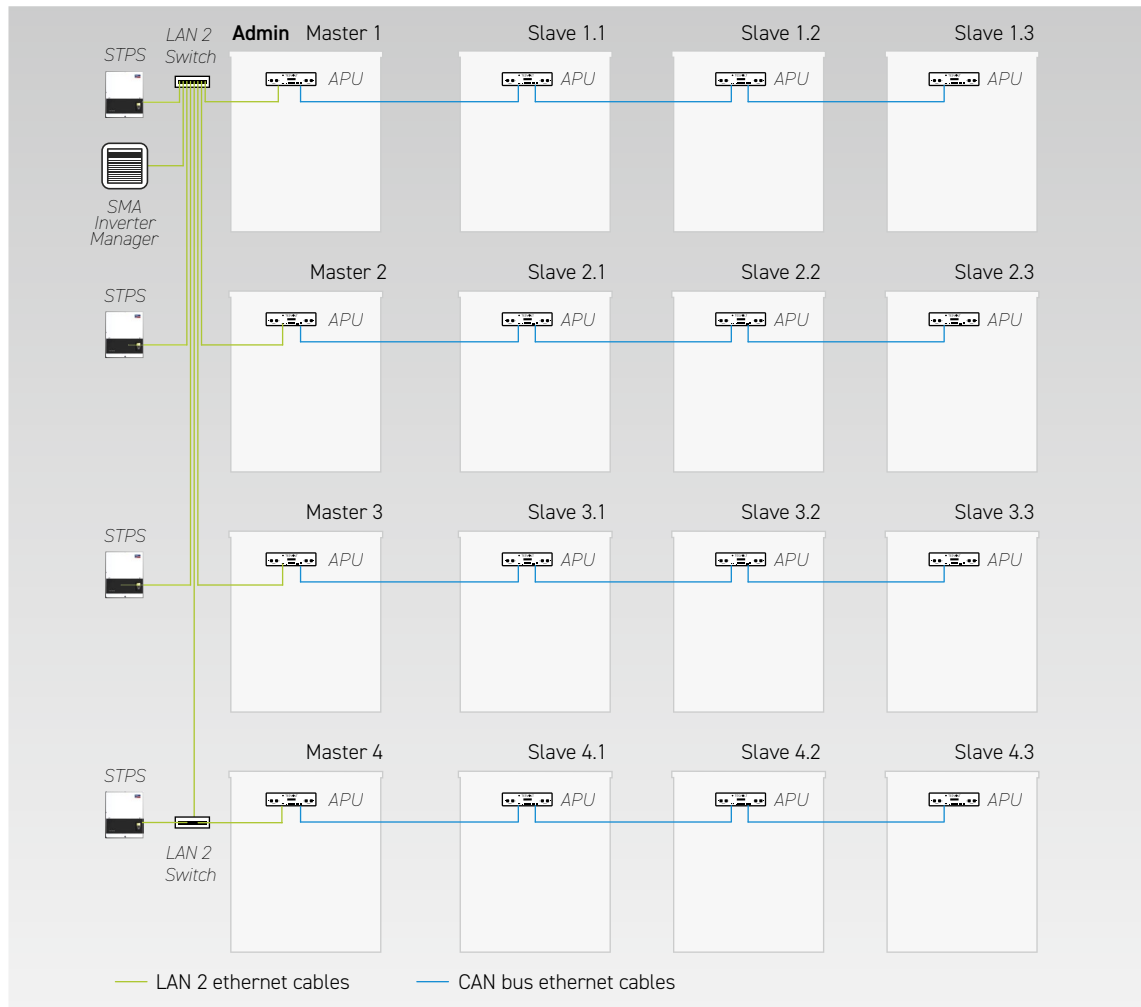 LAN 2
Switch
Admin Master 1
Slave 1.1
Slave 1.2
Slave 1.3
STPS
APU
APU
APU
APU
SMA
Inverter
Manager
Master 2
Slave 2.1
Slave 2.2
Slave 2.3
STPS
APU
APU
APU
APU
Master 3
Slave 3.1
Slave 3.2
Slave 3.3
STPS
APU
APU
APU
APU
Master 4
Slave 4.1
Slave 4.2
Slave 4.3
STPS
APU
APU
APU
APU
LAN 2
Switch
LAN 2 ethernet cables
CAN bus ethernet cables